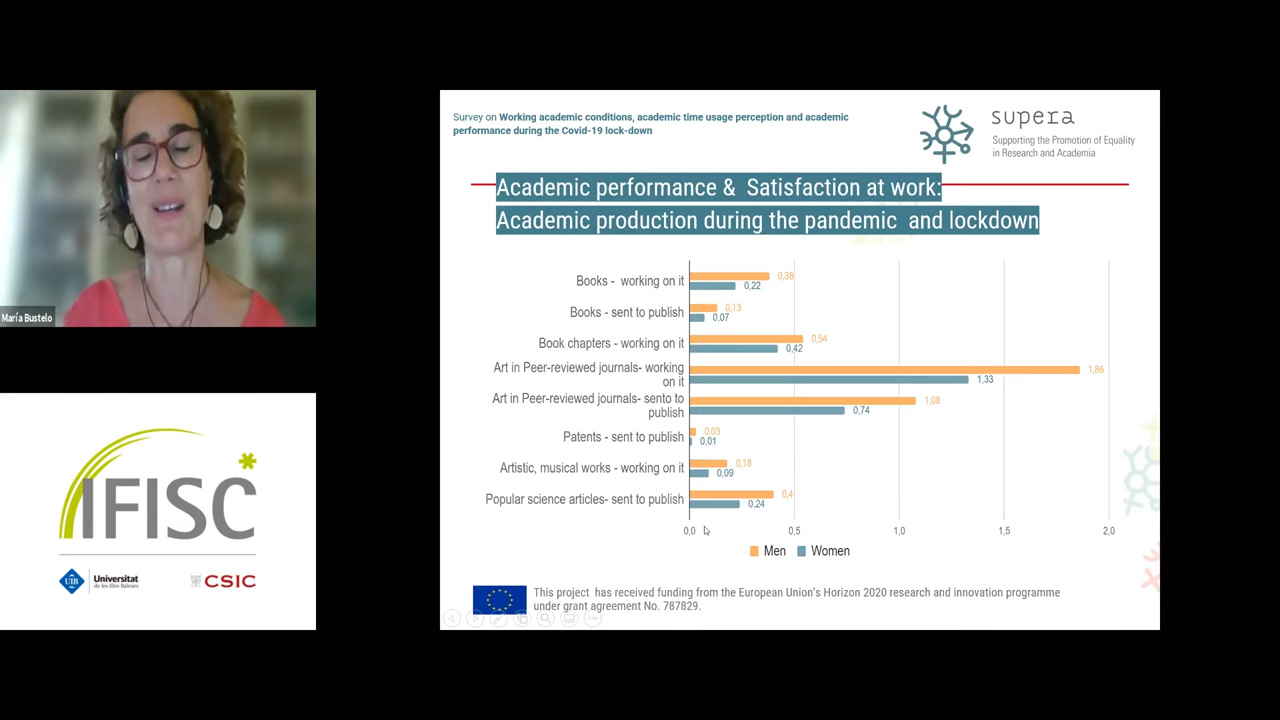 María Bustelo
IFISC
UIB
Universitat
de les Illes Balears
CSIC
Survey on Working academic conditions, academic time usage perception and academic
performance during the Covid-19 lock-down
supera
Supporting the Promotion of Equality
in Research and Academia
Academic performance & Satisfaction at work:
Academic production during the pandemic and lockdown
Books - working on it
0,38
0,22
Books - sent to publish
0,13
0,07
Book chapters - working on it
0,54
0,42
Art in Peer-reviewed journals- working
on it
1,86
1,33
Art in Peer-reviewed journals- sento to
publish
1,08
0,74
Patents - sent to publish
0,03
0,01
Artistic, musical works - working on it
0,18
0,09
Popular science articles- sent to publish
0,4
0,24
0,0 0,5 1,0 1,5 2,0
Men Women
This project has received funding from the European Union's Horizon 2020 research and innovation programme
under grant agreement No. 787829.